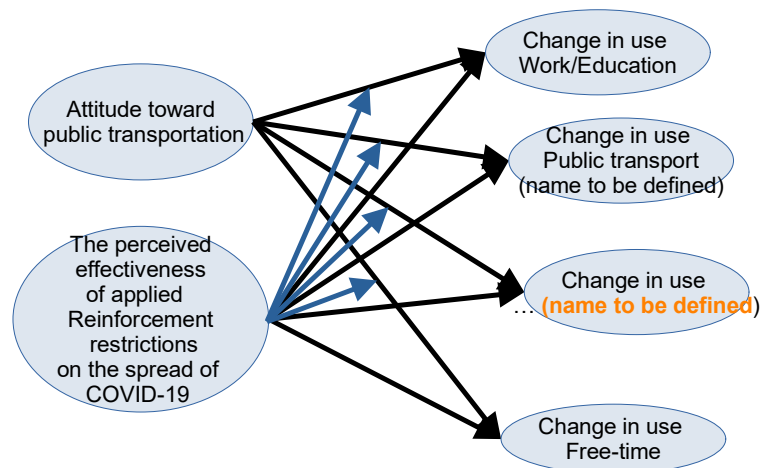 Change in use
Work/Education
Attitude toward
public transportation
Change in use
Public transport
(name to be defined)
The perceived
effectiveness
of applied
Reinforcement
restrictions
on the spread of
COVID-19
Change in use
… (name to be defined)
Change in use
Free-time